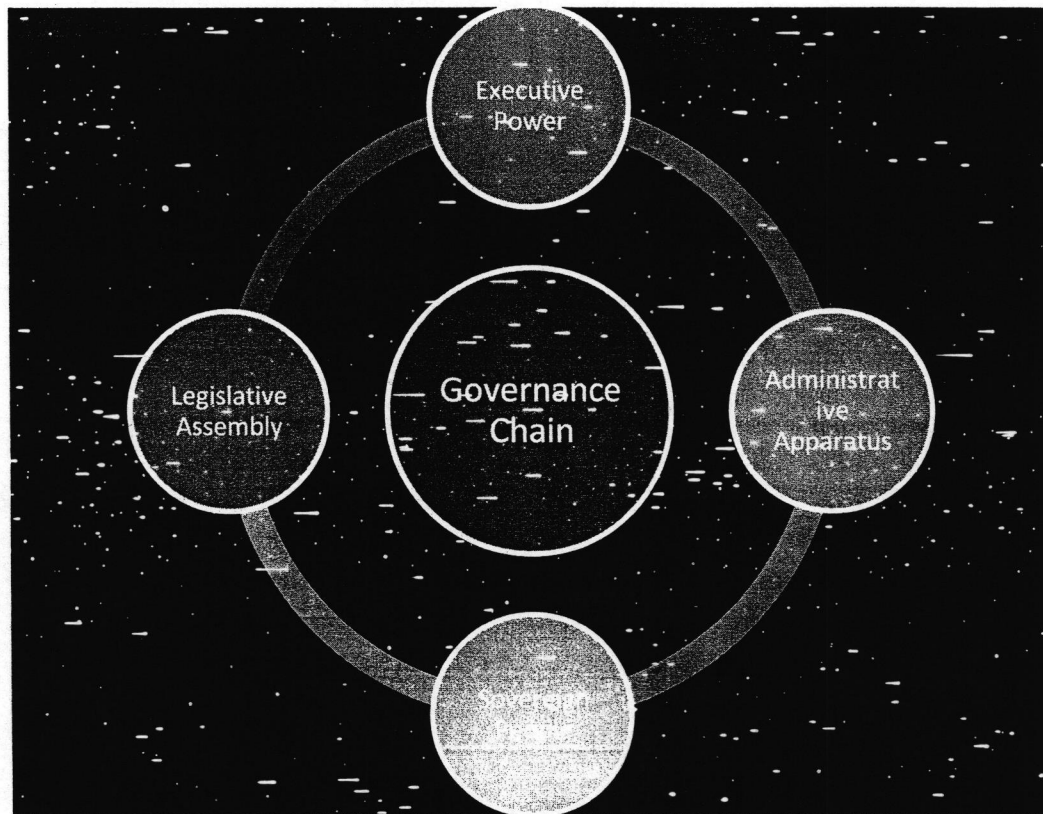 Executive
Power
Legislative
Assembly
Governance
Chain
Administrat
ive
Apparatus
Sovereign